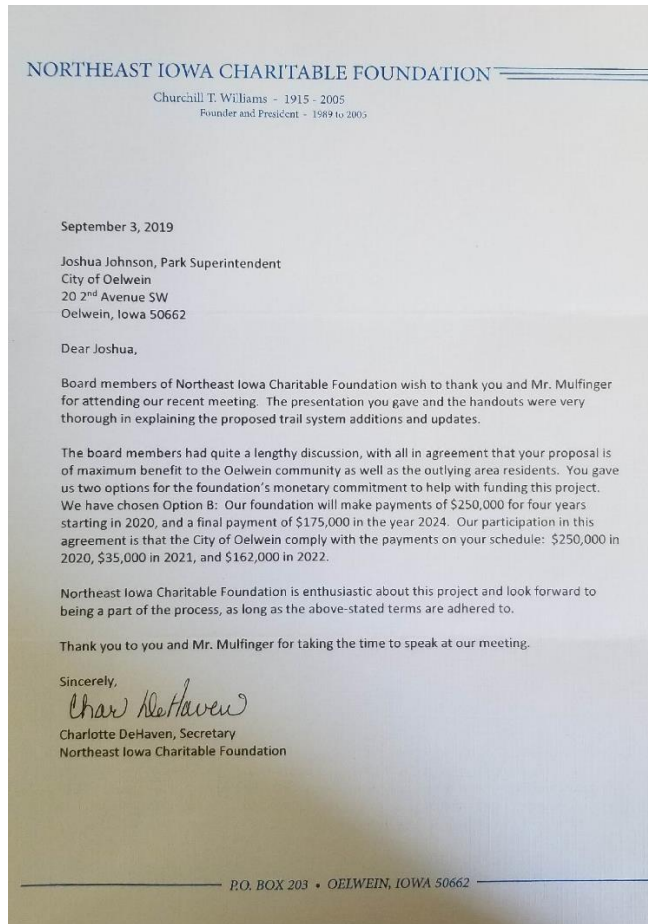 NORTHEAST IOWA CHARITABLE FOUNDATION
Churchill T. Williams - 1915 - 2005
Founder and President - 1989 to 2005
September 3, 2019
Joshua Johnson, Park Superintendent
City of Oelwein
20 2nd Avenue SW
Oelwein, Iowa 50662
Dear Joshua,
Board members of Northeast Iowa Charitable Foundation wish to thank you and Mr. Mulfinger
for attending our recent meeting. The presentation you gave and the handouts were very
thorough in explaining the proposed trail system additions and updates.
The board members had quite a lengthy discussion, with all in agreement that your proposal is
of maximum benefit to the Oelwein community as well as the outlying area residents. You gave
us two options for the foundation's monetary commitment to help with funding this project.
We have chosen Option B: Our foundation will make payments of $250,000 for four years
starting in 2020, and a final payment of $175,000 in the year 2024. Our participation in this
agreement is that the City of Oelwein comply with the payments on your schedule: $250,000 in
2020, $35,000 in 2021, and $162,000 in 2022.
Northeast Iowa Charitable Foundation is enthusiastic about this project and look forward to
being a part of the process, as long as the above-stated terms are adhered to.
Thank you to you and Mr. Mulfinger for taking the time to speak at our meeting.
Sincerely,
Char DeHaven
Charlotte DeHaven, Secretary
Northeast Iowa Charitable Foundation
P.O. BOX 203 • OELWEIN, IOWA 50662